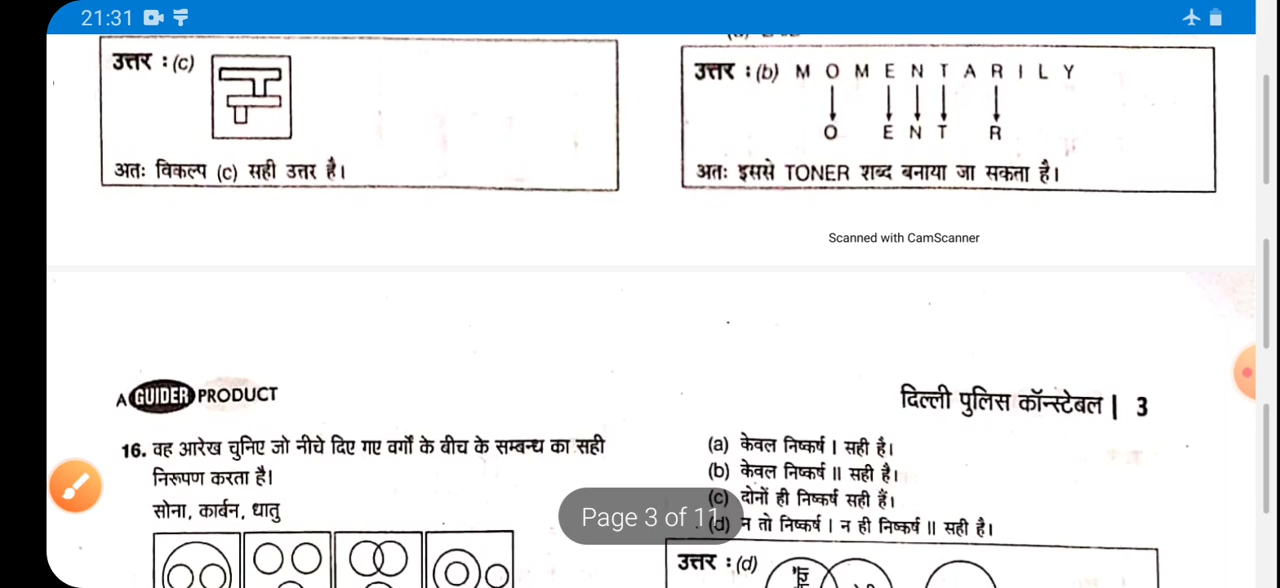 21:31
उत्तर : (c)
अतः विकल्प (c) सही उत्तर है।
उत्तर : (b) M O M E N T A R I L Y
O E N T R
अतः इससे TONER शब्द बनाया जा सकता है।
Scanned with CamScanner
A GUIDER PRODUCT
दिल्ली पुलिस कॉन्स्टेबल | 3
16. वह आरेख चुनिए जो नीचे दिए गए वर्गों के बीच के सम्बन्ध का सही
निरूपण करता है।
सोना, कार्बन, धातु
(a) केवल निष्कर्ष I सही है।
(b) केवल निष्कर्ष II सही है।
(c) दोनों ही निष्कर्ष सही हैं।
(d) न तो निष्कर्ष I न ही निष्कर्ष II सही है।
Page 3 of 11
उत्तर : (d)